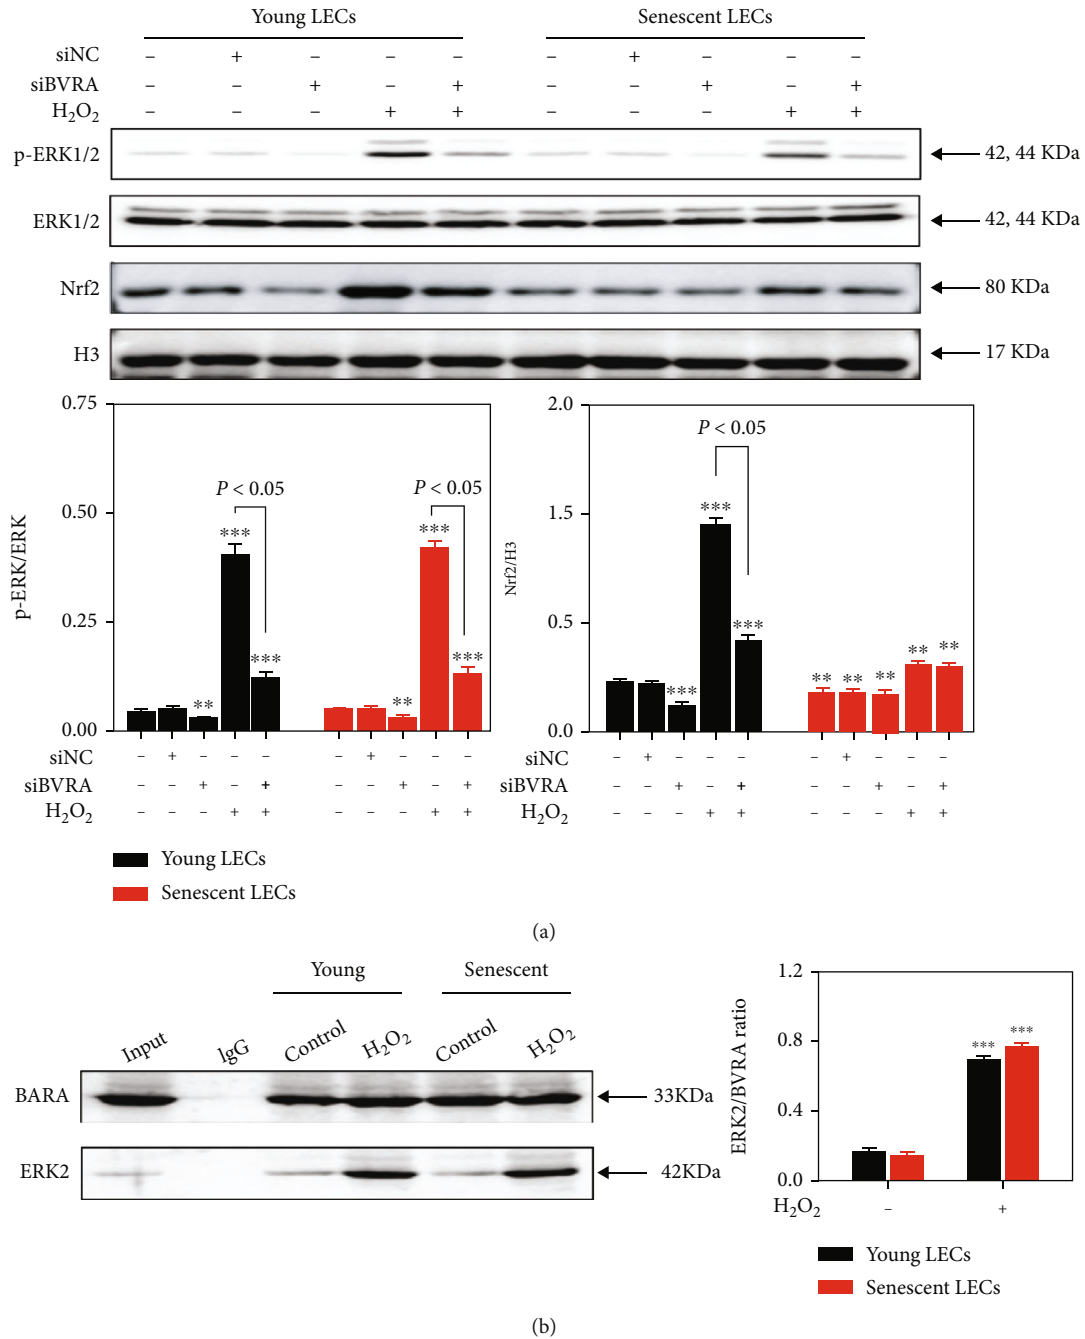 Young LECs Senescent LECs
siNC – + – – – – + – – –
siBVRA – – + – + – – + – +
H₂O₂ – – – + + – – – + +
p-ERK1/2 42, 44 KDa
ERK1/2 42, 44 KDa
Nrf2 80 KDa
H3 17 KDa
p-ERK/ERK
0.75
0.50
0.25
0.00
P < 0.05 P < 0.05
** *** *** ** *** ***
siNC – + – – – – + – – –
siBVRA – – + – + – – + – +
H₂O₂ – – – + + – – – + +
Nrf2/H3
2.0
1.5
0.5
0.0
P < 0.05
*** *** *** ** ** ** ** **
– + – – – – + – – –
– – + – + – – + – +
– – – + + – – – + +
Young LECs
Senescent LECs
(a)
Young Senescent
Input IgG Control H₂O₂ Control H₂O₂
BARA 33KDa
ERK2 42KDa
ERK2/BVRA ratio
1.2
0.8
0.4
0.0
*** ***
H₂O₂ – +
Young LECs
Senescent LECs
(b)